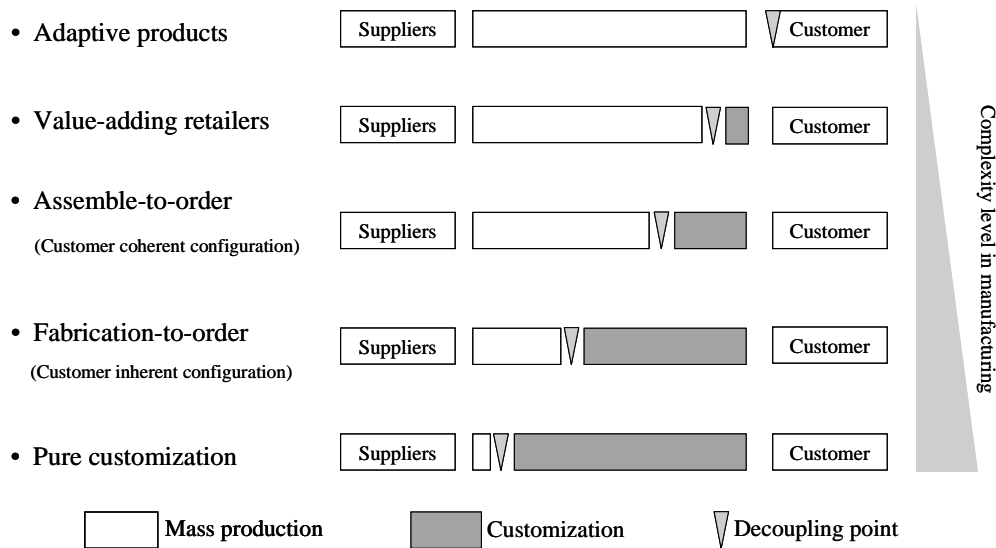 • Adaptive products
Suppliers
Customer
• Value-adding retailers
Suppliers
Customer
• Assemble-to-order
(Customer coherent configuration)
Suppliers
Customer
• Fabrication-to-order
(Customer inherent configuration)
Suppliers
Customer
• Pure customization
Suppliers
Customer
Complexity level in manufacturing
Mass production
Customization
Decoupling point